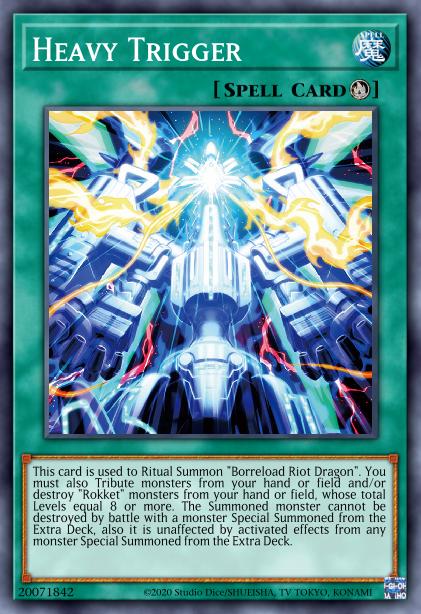 HEAVY TRIGGER
SPELL
魔
[SPELL CARD]
This card is used to Ritual Summon "Borreload Riot Dragon". You
must also Tribute monsters from your hand or field and/or
destroy "Rokket" monsters from your hand or field, whose total
Levels equal 8 or more. The Summoned monster cannot be
destroyed by battle with a monster Special Summoned from the
Extra Deck, also it is unaffected by activated effects from any
monster Special Summoned from the Extra Deck.
20071842
©2020 Studio Dice/SHUEISHA, TV TOKYO, KONAMI